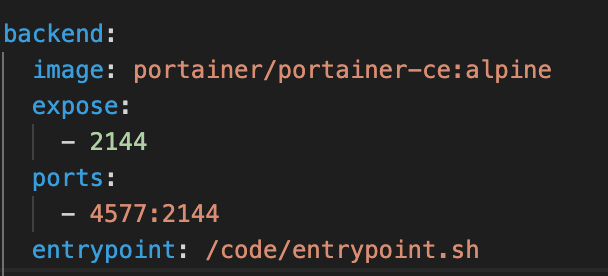 backend:
  image: portainer/portainer-ce:alpine
  expose:
    - 2144
  ports:
    - 4577:2144
  entrypoint: /code/entrypoint.sh